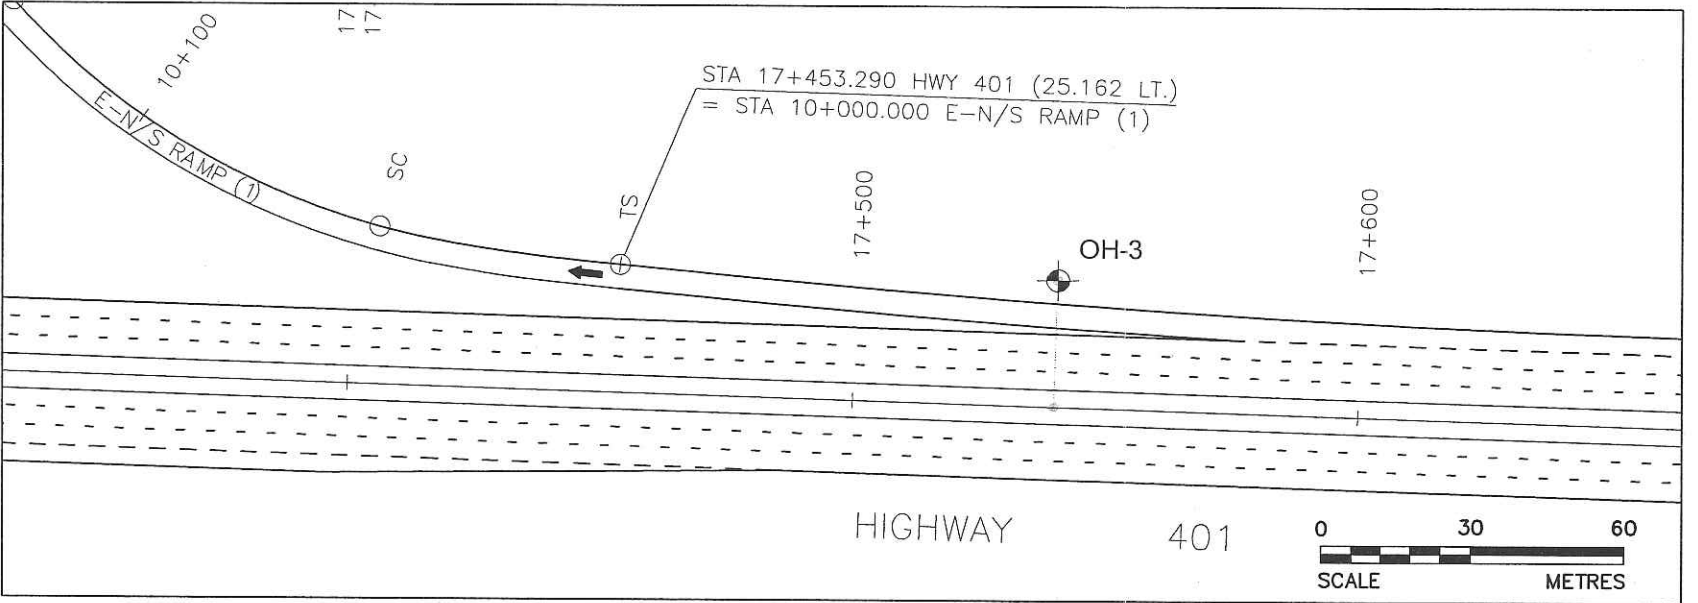 10+100
17
17
STA 17+453.290 HWY 401 (25.162 LT.)
= STA 10+000.000 E-N/S RAMP (1)
E-N/S RAMP (1)
SC
TS
17+500
OH-3
17+600
HIGHWAY 401
0 30 60
SCALE METRES